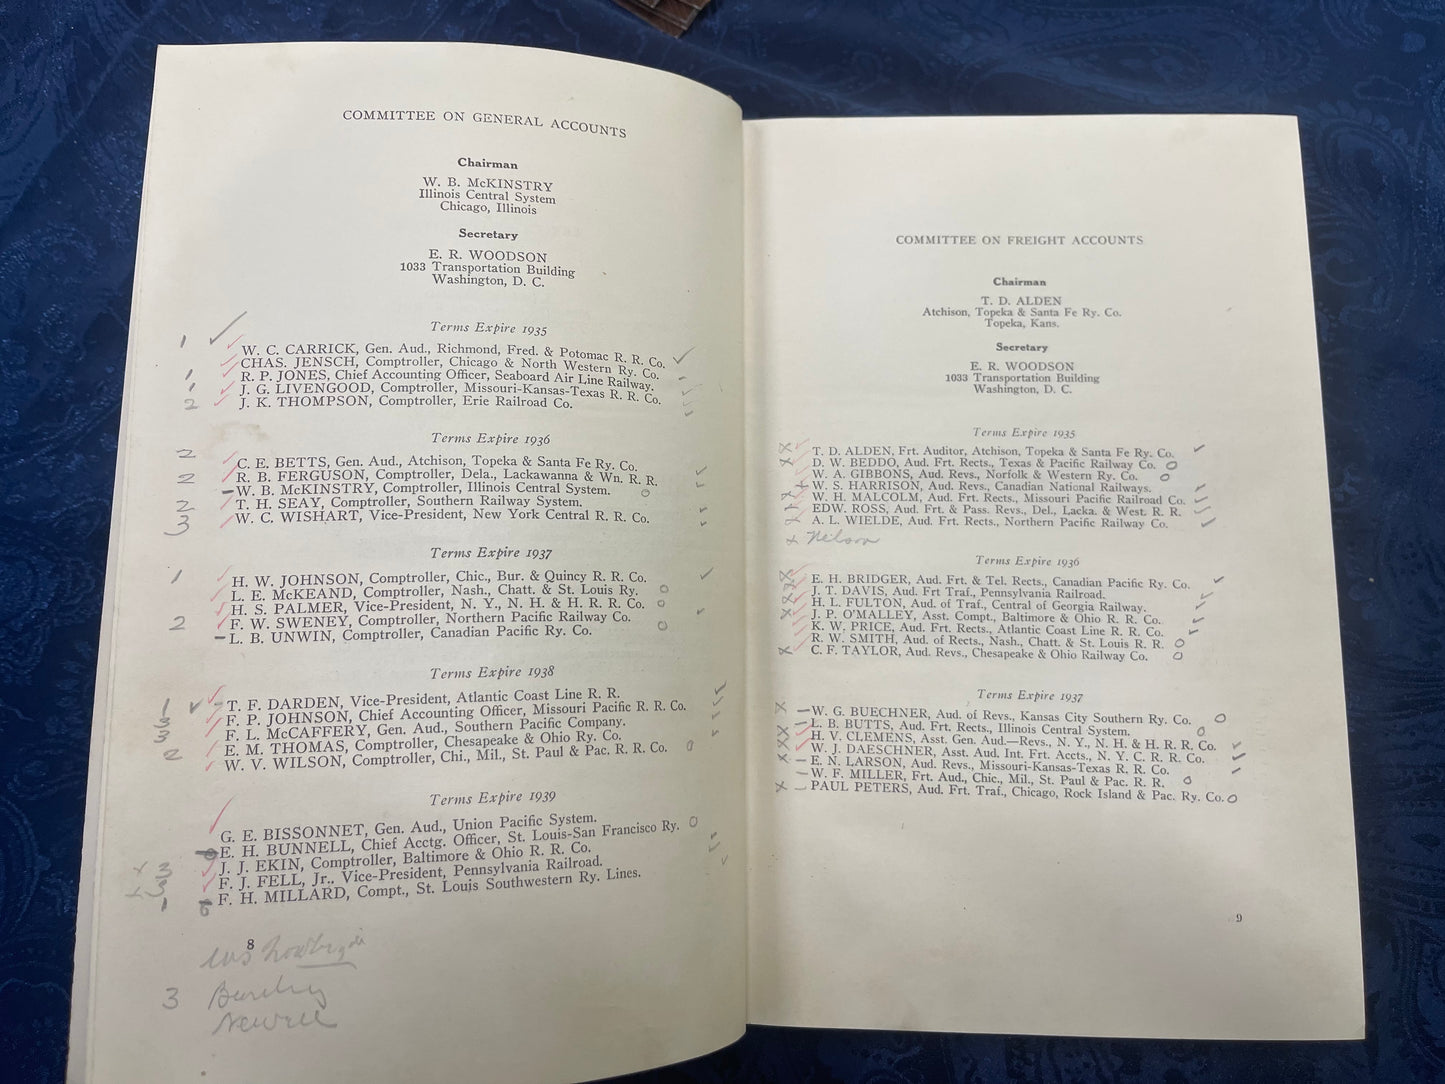 COMMITTEE ON GENERAL ACCOUNTS
Chairman
W. B. McKINSTRY
Illinois Central System
Chicago, Illinois
Secretary
E. R. WOODSON
1033 Transportation Building
Washington, D. C.
Terms Expire 1935
1 W. C. CARRICK, Gen. Aud., Richmond, Fred. & Potomac R. R. Co.
CHAS. JENSCH, Comptroller, Chicago & North Western Ry. Co.
1 R. P. JONES, Chief Accounting Officer, Seaboard Air Line Railway.
1 J. G. LIVENGOOD, Comptroller, Missouri-Kansas-Texas R. R. Co.
2 J. K. THOMPSON, Comptroller, Erie Railroad Co.
Terms Expire 1936
2 C. E. BETTS, Gen. Aud., Atchison, Topeka & Santa Fe Ry. Co.
2 R. B. FERGUSON, Comptroller, Dela., Lackawanna & Wn. R. R.
W. B. McKINSTRY, Comptroller, Illinois Central System. O
2 T. H. SEAY, Comptroller, Southern Railway System.
3 W. C. WISHART, Vice-President, New York Central R. R. Co.
Terms Expire 1937
1 H. W. JOHNSON, Comptroller, Chic., Bur. & Quincy R. R. Co.
L. E. McKEAND, Comptroller, Nash., Chatt. & St. Louis Ry. O
H. S. PALMER, Vice-President, N. Y., N. H. & H. R. R. Co. O
2 F. W. SWENEY, Comptroller, Northern Pacific Railway Co.
L. B. UNWIN, Comptroller, Canadian Pacific Ry. Co. O
Terms Expire 1938
1 T. F. DARDEN, Vice-President, Atlantic Coast Line R. R.
3 F. P. JOHNSON, Chief Accounting Officer, Missouri Pacific R. R. Co.
3 F. L. McCAFFERY, Gen. Aud., Southern Pacific Company.
2 E. M. THOMAS, Comptroller, Chesapeake & Ohio Ry. Co.
W. V. WILSON, Comptroller, Chi., Mil., St. Paul & Pac. R. R. Co. O
Terms Expire 1939
G. E. BISSONNET, Gen. Aud., Union Pacific System.
E. H. BUNNELL, Chief Acctg. Officer, St. Louis-San Francisco Ry. O
J. J. EKIN, Comptroller, Baltimore & Ohio R. R. Co.
F. J. FELL, Jr., Vice-President, Pennsylvania Railroad.
F. H. MILLARD, Compt., St. Louis Southwestern Ry. Lines.
8
3
COMMITTEE ON FREIGHT ACCOUNTS
Chairman
T. D. ALDEN
Atchison, Topeka & Santa Fe Ry. Co.
Topeka, Kans.
Secretary
E. R. WOODSON
1033 Transportation Building
Washington, D. C.
Terms Expire 1935
T. D. ALDEN, Frt. Auditor, Atchison, Topeka & Santa Fe Ry. Co.
D. W. BEDDO, Aud. Frt. Rects., Texas & Pacific Railway Co. O
W. A. GIBBONS, Aud. Revs., Norfolk & Western Ry. Co. O
W. S. HARRISON, Aud. Revs., Canadian National Railways.
W. H. MALCOLM, Aud. Frt. Rects., Missouri Pacific Railroad Co.
EDW. ROSS, Aud. Frt. & Pass. Revs., Del., Lacka. & West. R. R.
A. L. WIELDE, Aud. Frt. Rects., Northern Pacific Railway Co.
x Nelson
Terms Expire 1936
E. H. BRIDGER, Aud. Frt. & Tel. Rects., Canadian Pacific Ry. Co.
J. T. DAVIS, Aud. Frt Traf., Pennsylvania Railroad.
H. L. FULTON, Aud. of Traf., Central of Georgia Railway.
J. P. O'MALLEY, Asst. Compt., Baltimore & Ohio R. R. Co.
K. W. PRICE, Aud. Frt. Rects., Atlantic Coast Line R. R. Co.
R. W. SMITH, Aud. of Rects., Nash., Chatt. & St. Louis R. R. O
x C. F. TAYLOR, Aud. Revs., Chesapeake & Ohio Railway Co. O
Terms Expire 1937
x W. G. BUECHNER, Aud. of Revs., Kansas City Southern Ry. Co. O
L. B. BUTTS, Aud. Frt. Rects., Illinois Central System. O
x H. V. CLEMENS, Asst. Gen. Aud.—Revs., N. Y., N. H. & H. R. R. Co.
x W. J. DAESCHNER, Asst. Aud. Int. Frt. Accts., N. Y. C. R. R. Co.
x E. N. LARSON, Aud. Revs., Missouri-Kansas-Texas R. R. Co.
W. F. MILLER, Frt. Aud., Chic., Mil., St. Paul & Pac. R. R. O
x PAUL PETERS, Aud. Frt. Traf., Chicago, Rock Island & Pac. Ry. Co. O
9